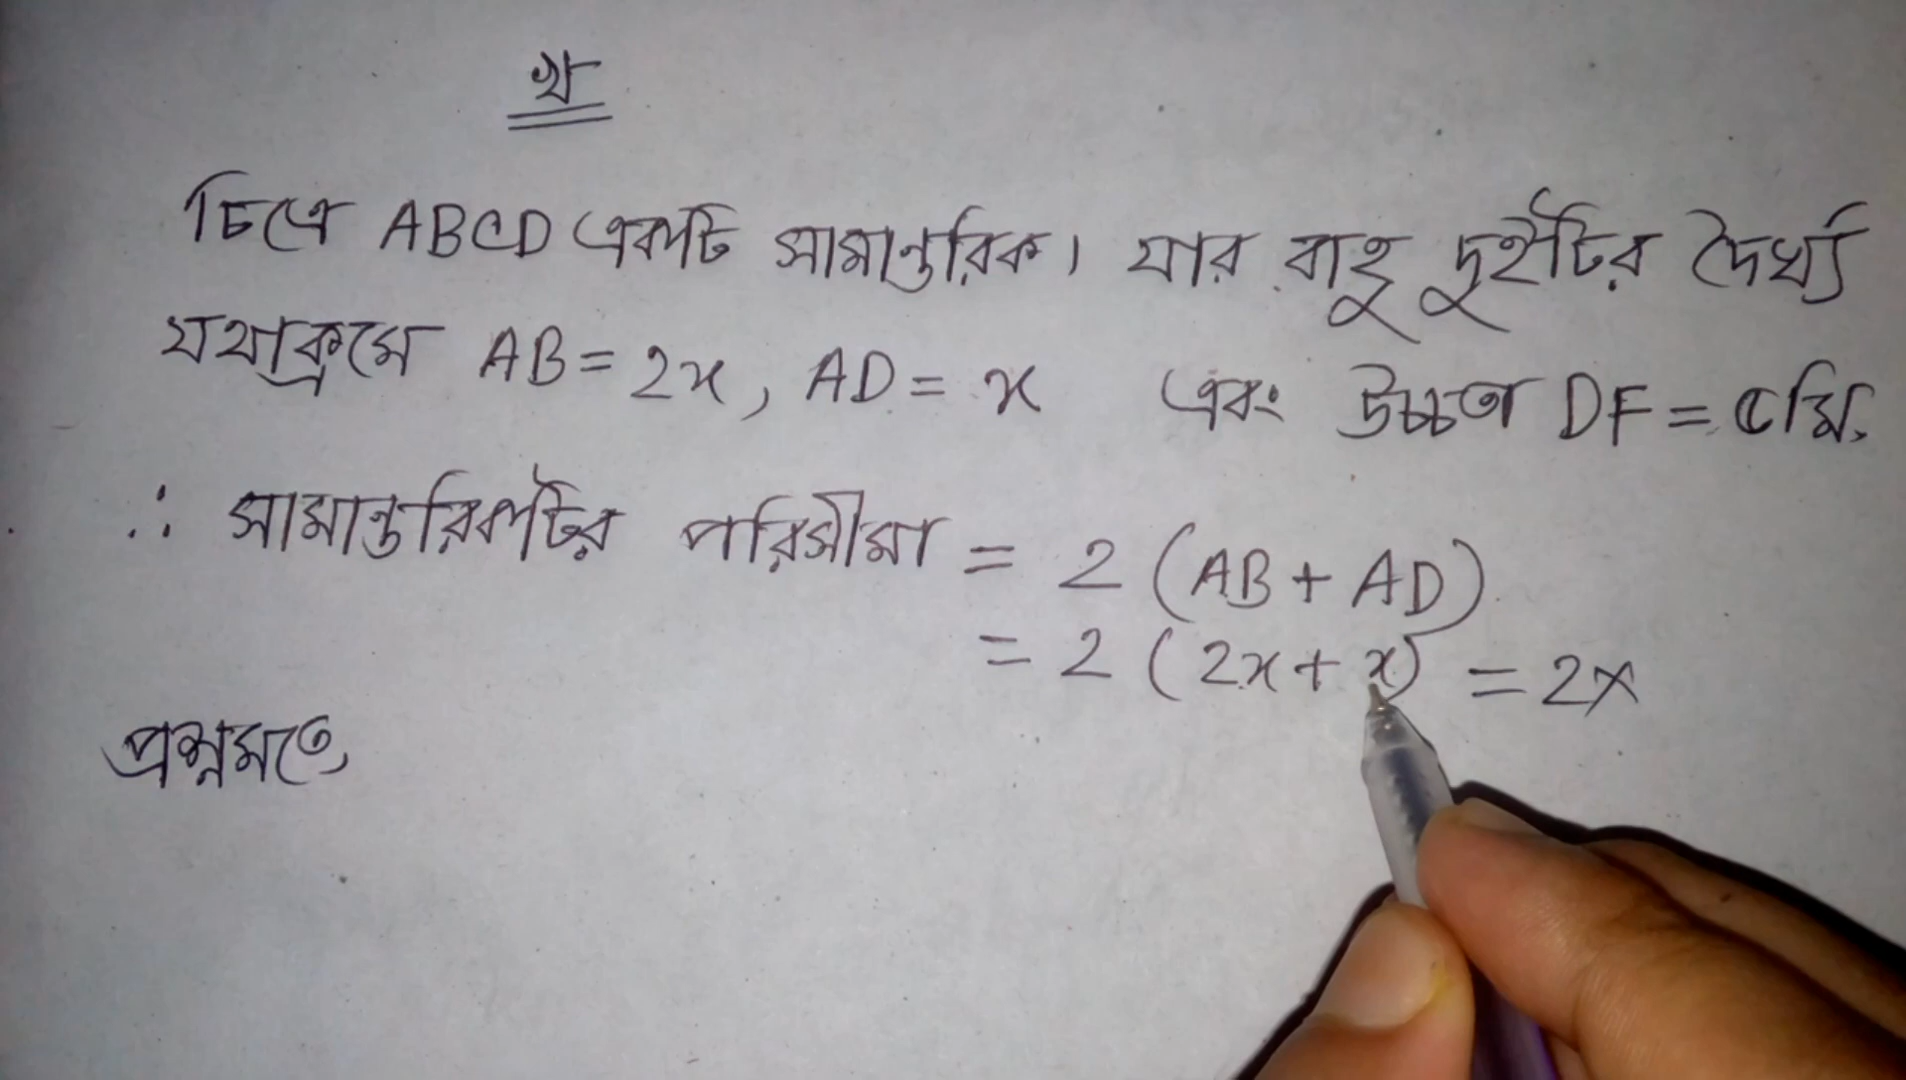 খ
চিত্রে ABCD একটি সামান্তরিক। যার বাহু দুইটির দৈর্ঘ্য
যথাক্রমে AB = 2x, AD = x এবং উচ্চতা DF = ৫মি.
∴ সামান্তরিকটির পরিসীমা = 2 (AB + AD)
= 2 (2x + x) = 2x
প্রশ্নমতে,